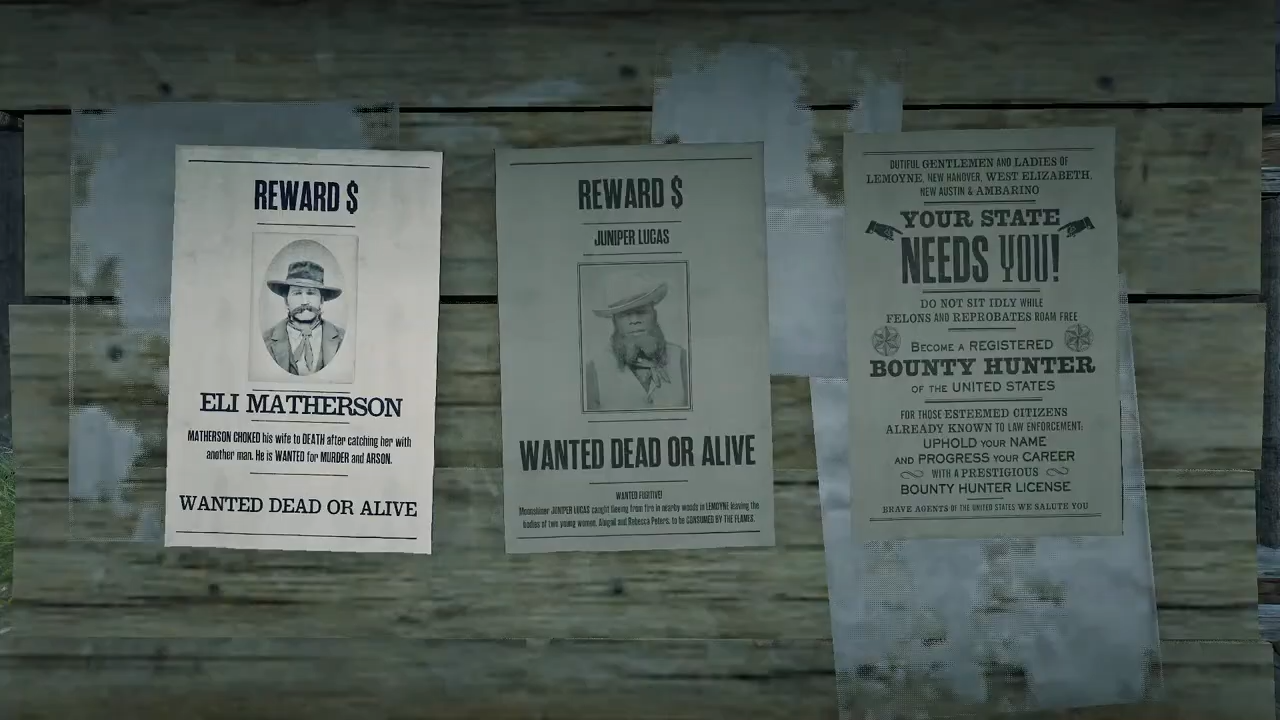 REWARD $
ELI MATHERSON
MATHERSON CHOKED his wife to DEATH after catching her with
another man. He is WANTED for MURDER and ARSON.
WANTED DEAD OR ALIVE
REWARD $
JUNIPER LUCAS
WANTED DEAD OR ALIVE
WANTED FUGITIVE!
Moonshiner JUNIPER LUCAS caught fleeing from fire in nearby woods in LEMOYNE leaving the
bodies of two young women, Abigail and Rebecca Peters, to be CONSUMED BY THE FLAMES.
DUTIFUL GENTLEMEN AND LADIES OF
LEMOYNE, NEW HANOVER, WEST ELIZABETH,
NEW AUSTIN & AMBARINO
YOUR STATE
NEEDS YOU!
DO NOT SIT IDLY WHILE
FELONS AND REPROBATES ROAM FREE
BECOME A REGISTERED
BOUNTY HUNTER
OF THE UNITED STATES
FOR THOSE ESTEEMED CITIZENS
ALREADY KNOWN TO LAW ENFORCEMENT:
UPHOLD YOUR NAME
AND PROGRESS YOUR CAREER
WITH A PRESTIGIOUS
BOUNTY HUNTER LICENSE
BRAVE AGENTS OF THE UNITED STATES WE SALUTE YOU